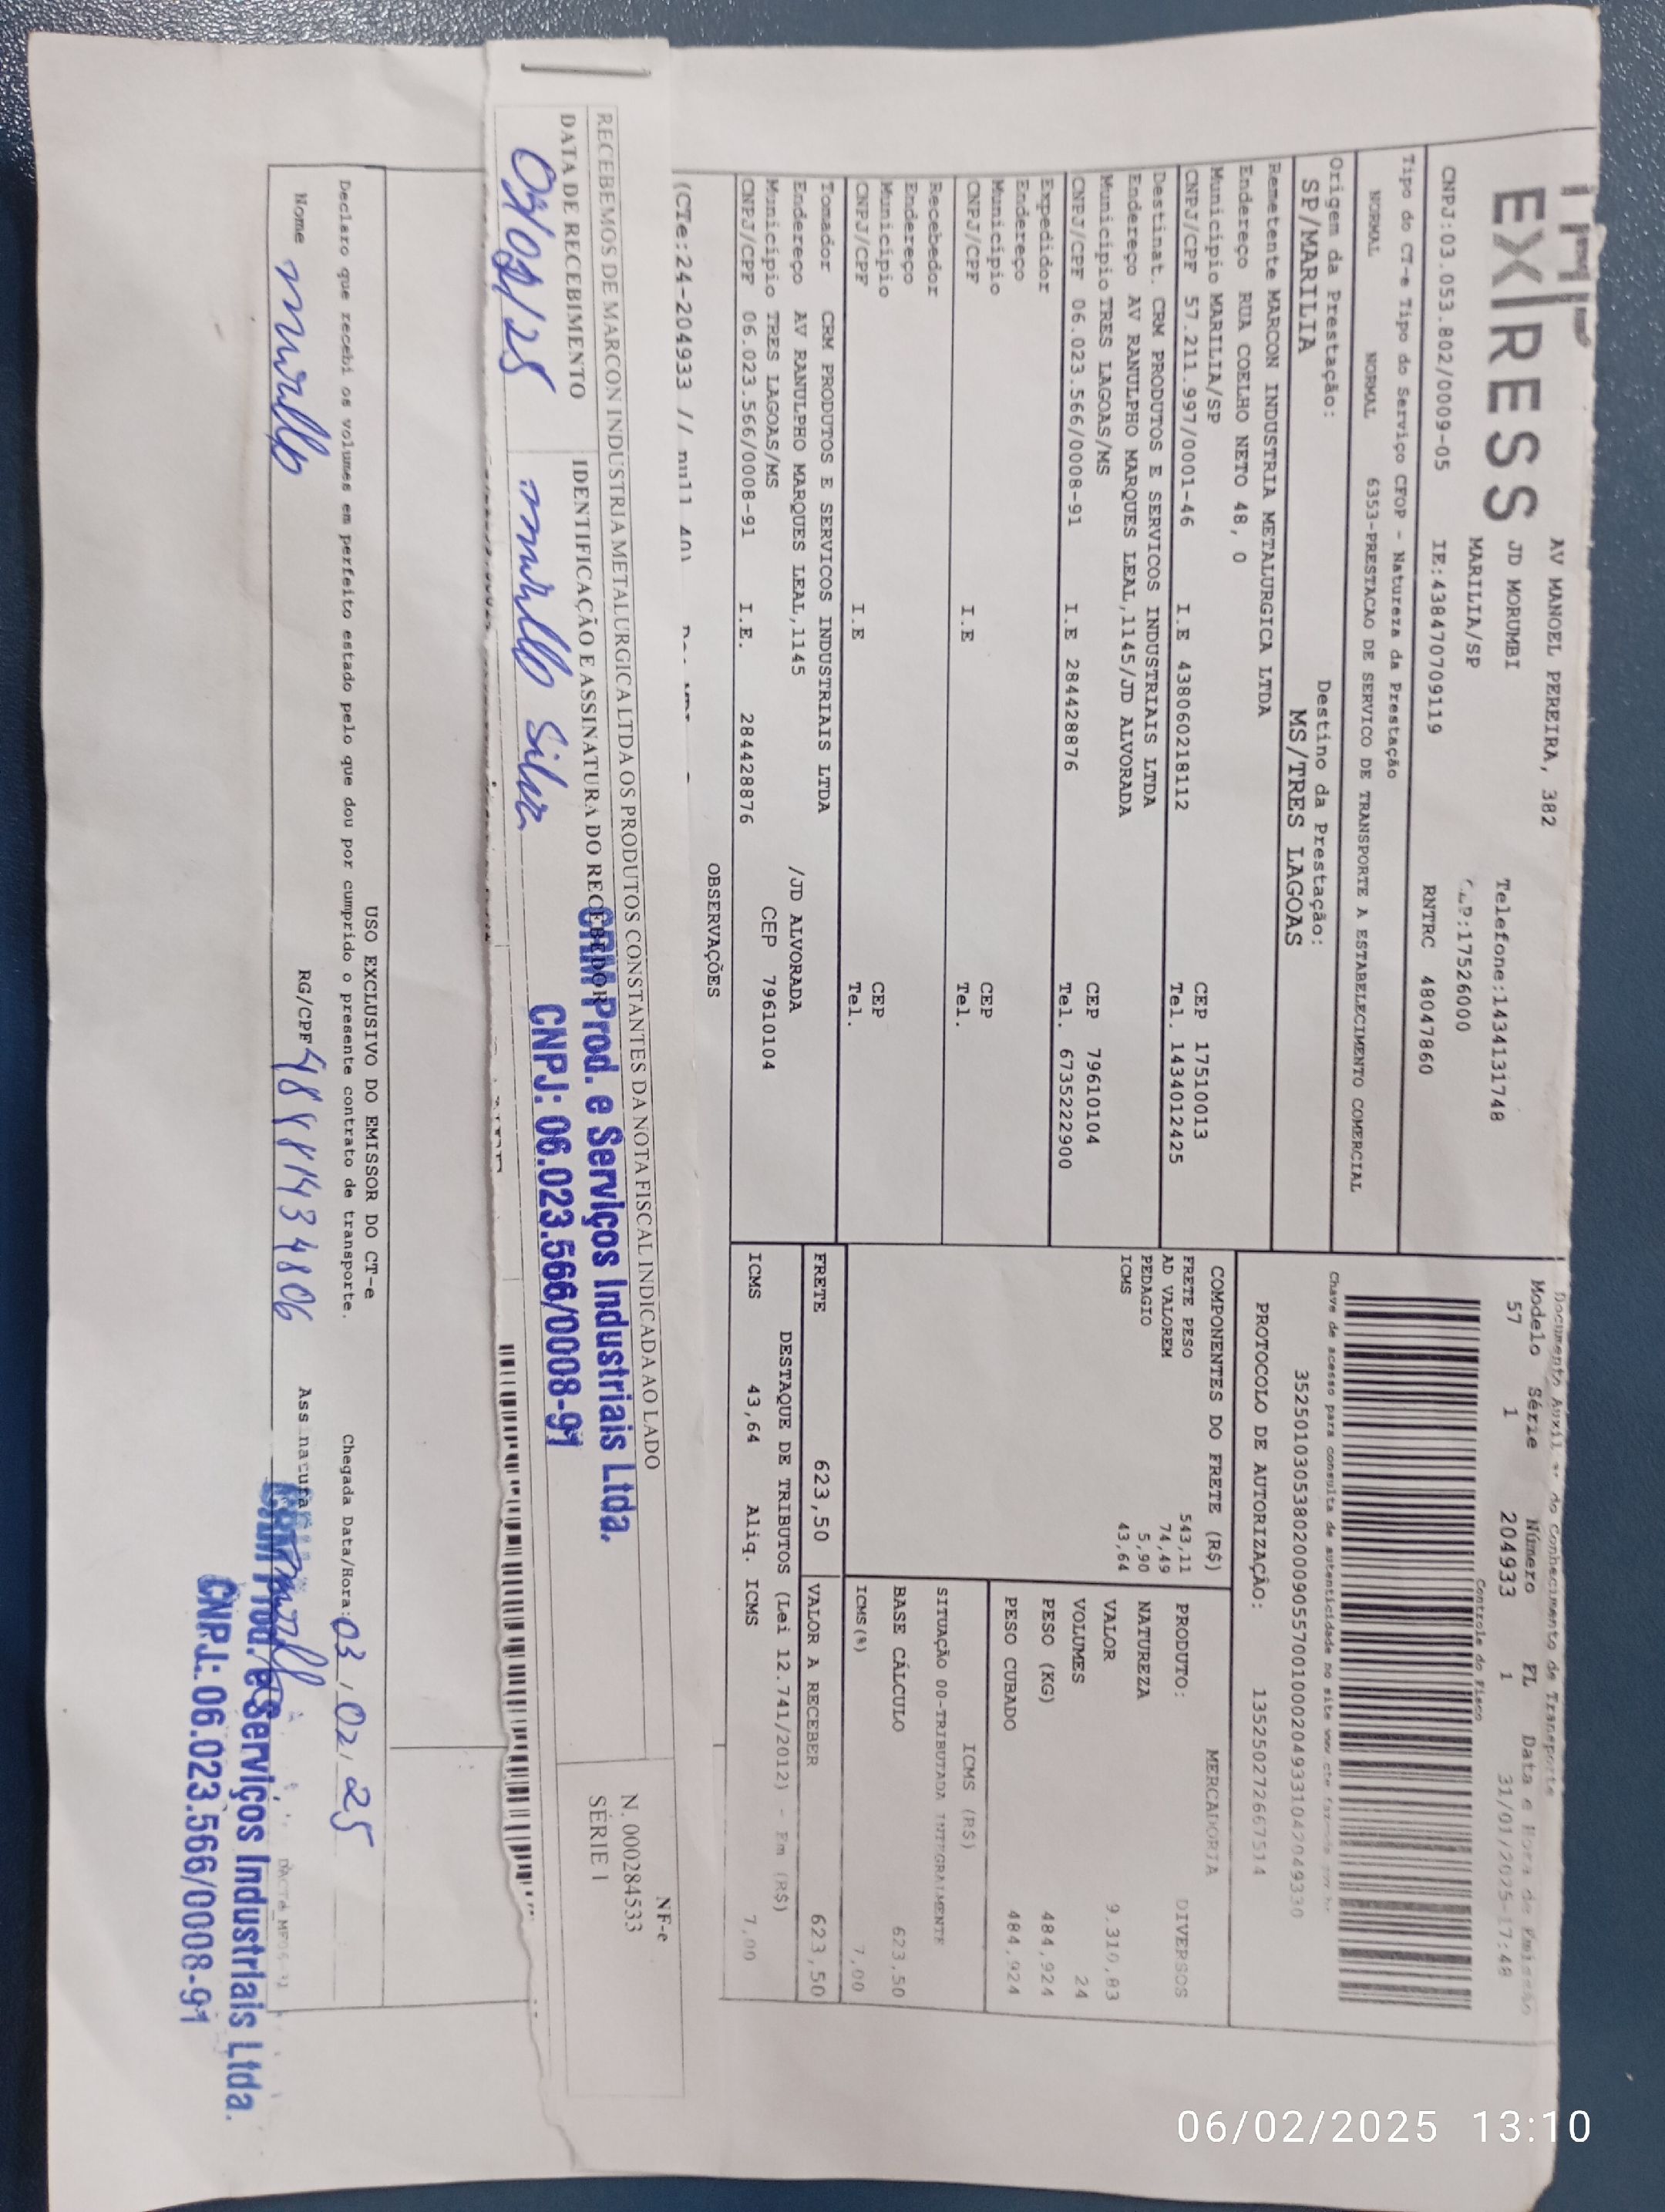 EXPRESS
AV MANOEL PEREIRA, 382
JD MORUMBI
Telefone:1434131748
MARILIA/SP
:17526000
CNPJ:03.053.802/0009-05 IE:438470709119 RNTRC 48047860
Tipo do CT-e Tipo do Serviço CFOP - Natureza da Prestação
NORMAL NORMAL 6353-PRESTACAO DE SERVICO DE TRANSPORTE A ESTABELECIMENTO COMERCIAL
Origem da Prestação: Destino da Prestação:
SP/MARILIA MS/TRES LAGOAS
Documento do Conhecimento de Transporte
Modelo Série Número FL Data e Hora de Emissão
57 1 204933 1 31/01/2025-17:48
Controle do Fisco
Chave de acesso para consulta de autenticidade no site
PROTOCOLO DE AUTORIZAÇÃO:
Remetente MARCON INDUSTRIA METALURGICA LTDA
Endereço RUA COELHO NETO 48, 0
Município MARILIA/SP CEP 17510013
CNPJ/CPF 57.211.997/0001-46 I.E 438060218112 Tel. 1434012425
Destinat. CRM PRODUTOS E SERVICOS INDUSTRIAIS LTDA
Endereço AV RANULPHO MARQUES LEAL,1145/JD ALVORADA
Município TRES LAGOAS/MS CEP 79610104
CNPJ/CPF 06.023.566/0008-91 I.E 284428876 Tel. 6735222900
Expedidor
Endereço
Município CEP
CNPJ/CPF I.E Tel.
Recebedor
Endereço
Município CEP
CNPJ/CPF I.E Tel.
Tomador CRM PRODUTOS E SERVICOS INDUSTRIAIS LTDA
Endereço AV RANULPHO MARQUES LEAL,1145 /JD ALVORADA
Município TRES LAGOAS/MS CEP 79610104
CNPJ/CPF 06.023.566/0008-91 I.E. 284428876
COMPONENTES DO FRETE (R$)
FRETE PESO 543,11
AD VALOREM 74,49
PEDAGIO 5,90
ICMS 43,64
MERCADORIA
PRODUTO: DIVERSOS
NATUREZA
VALOR 9.310,83
VOLUMES 24
PESO (KG) 484,924
PESO CUBADO 484,924
ICMS (R$)
SITUAÇÃO 00-TRIBUTADA INTEGRALMENTE
BASE CÁLCULO 623,50
ICMS(%) 7,00
FRETE 623,50 VALOR A RECEBER 623,50
DESTAQUE DE TRIBUTOS (Lei 12.741/2012) - Em (R$)
ICMS 43,64 Aliq. ICMS 7,00
OBSERVAÇÕES
(CTe:24-204933 // null
RECEBEMOS DE MARCON INDUSTRIA METALURGICA LTDA OS PRODUTOS CONSTANTES DA NOTA FISCAL INDICADA AO LADO
DATA DE RECEBIMENTO IDENTIFICAÇÃO E ASSINATURA DO RECEBEDOR
murillo Silva
CRM Prod. e Serviços Industriais Ltda.
CNPJ: 06.023.566/0008-91
NF-e
N. 000284533
SÉRIE 1
USO EXCLUSIVO DO EMISSOR DO CT-e
Declaro que recebi os volumes em perfeito estado pelo que dou por cumprido o presente contrato de transporte. Chegada Data/Hora: 03/02/25
Nome murillo RG/CPF Assinatura
CRM Prod. e Serviços Industriais Ltda.
CNPJ: 06.023.566/0008-91
06/02/2025 13:10